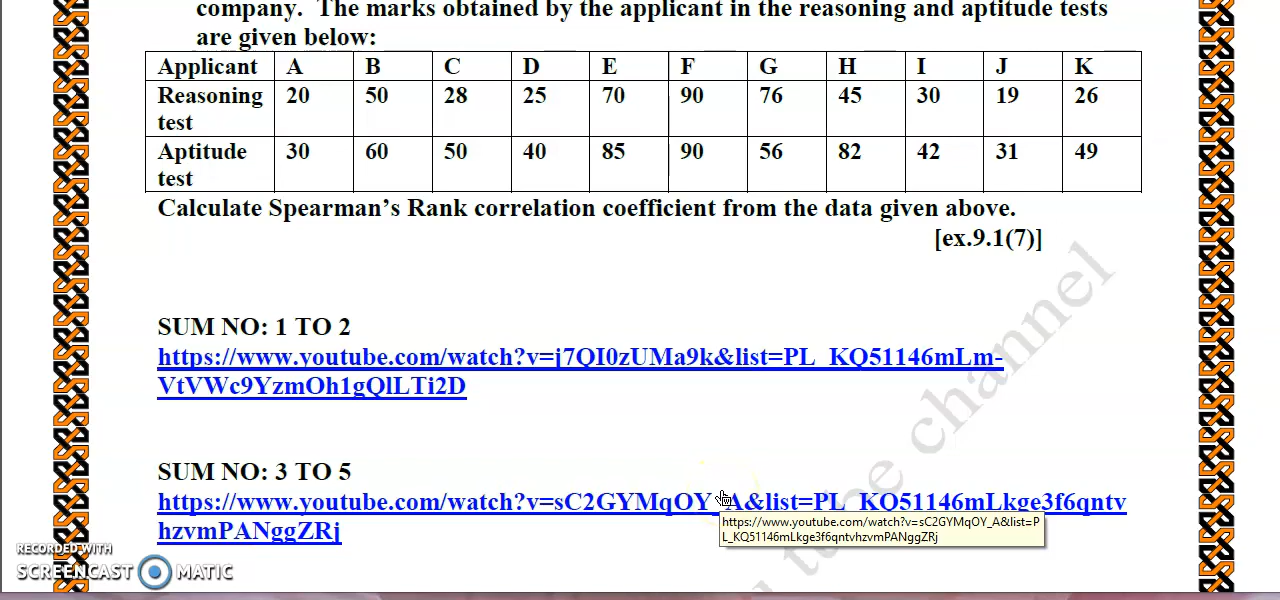 company. The marks obtained by the applicant in the reasoning and aptitude tests
are given below:
Applicant A B C D E F G H I J K
Reasoning 20 50 28 25 70 90 76 45 30 19 26
test
Aptitude 30 60 50 40 85 90 56 82 42 31 49
test
Calculate Spearman's Rank correlation coefficient from the data given above.
[ex.9.1(7)]
SUM NO: 1 TO 2
https://www.youtube.com/watch?v=j7QI0zUMa9k&list=PL_KQ51146mLm-
VtVWc9YzmOh1gQlLTi2D
SUM NO: 3 TO 5
https://www.youtube.com/watch?v=sC2GYMqOY_A&list=PL_KQ51146mLkge3f6qntv
hzvmPANggZRj
https://www.youtube.com/watch?v=sC2GYMqOY_A&list=P
L_KQ51146mLkge3f6qntvhzvmPANggZRj
tube channel
RECORDED WITH
SCREENCAST MATIC